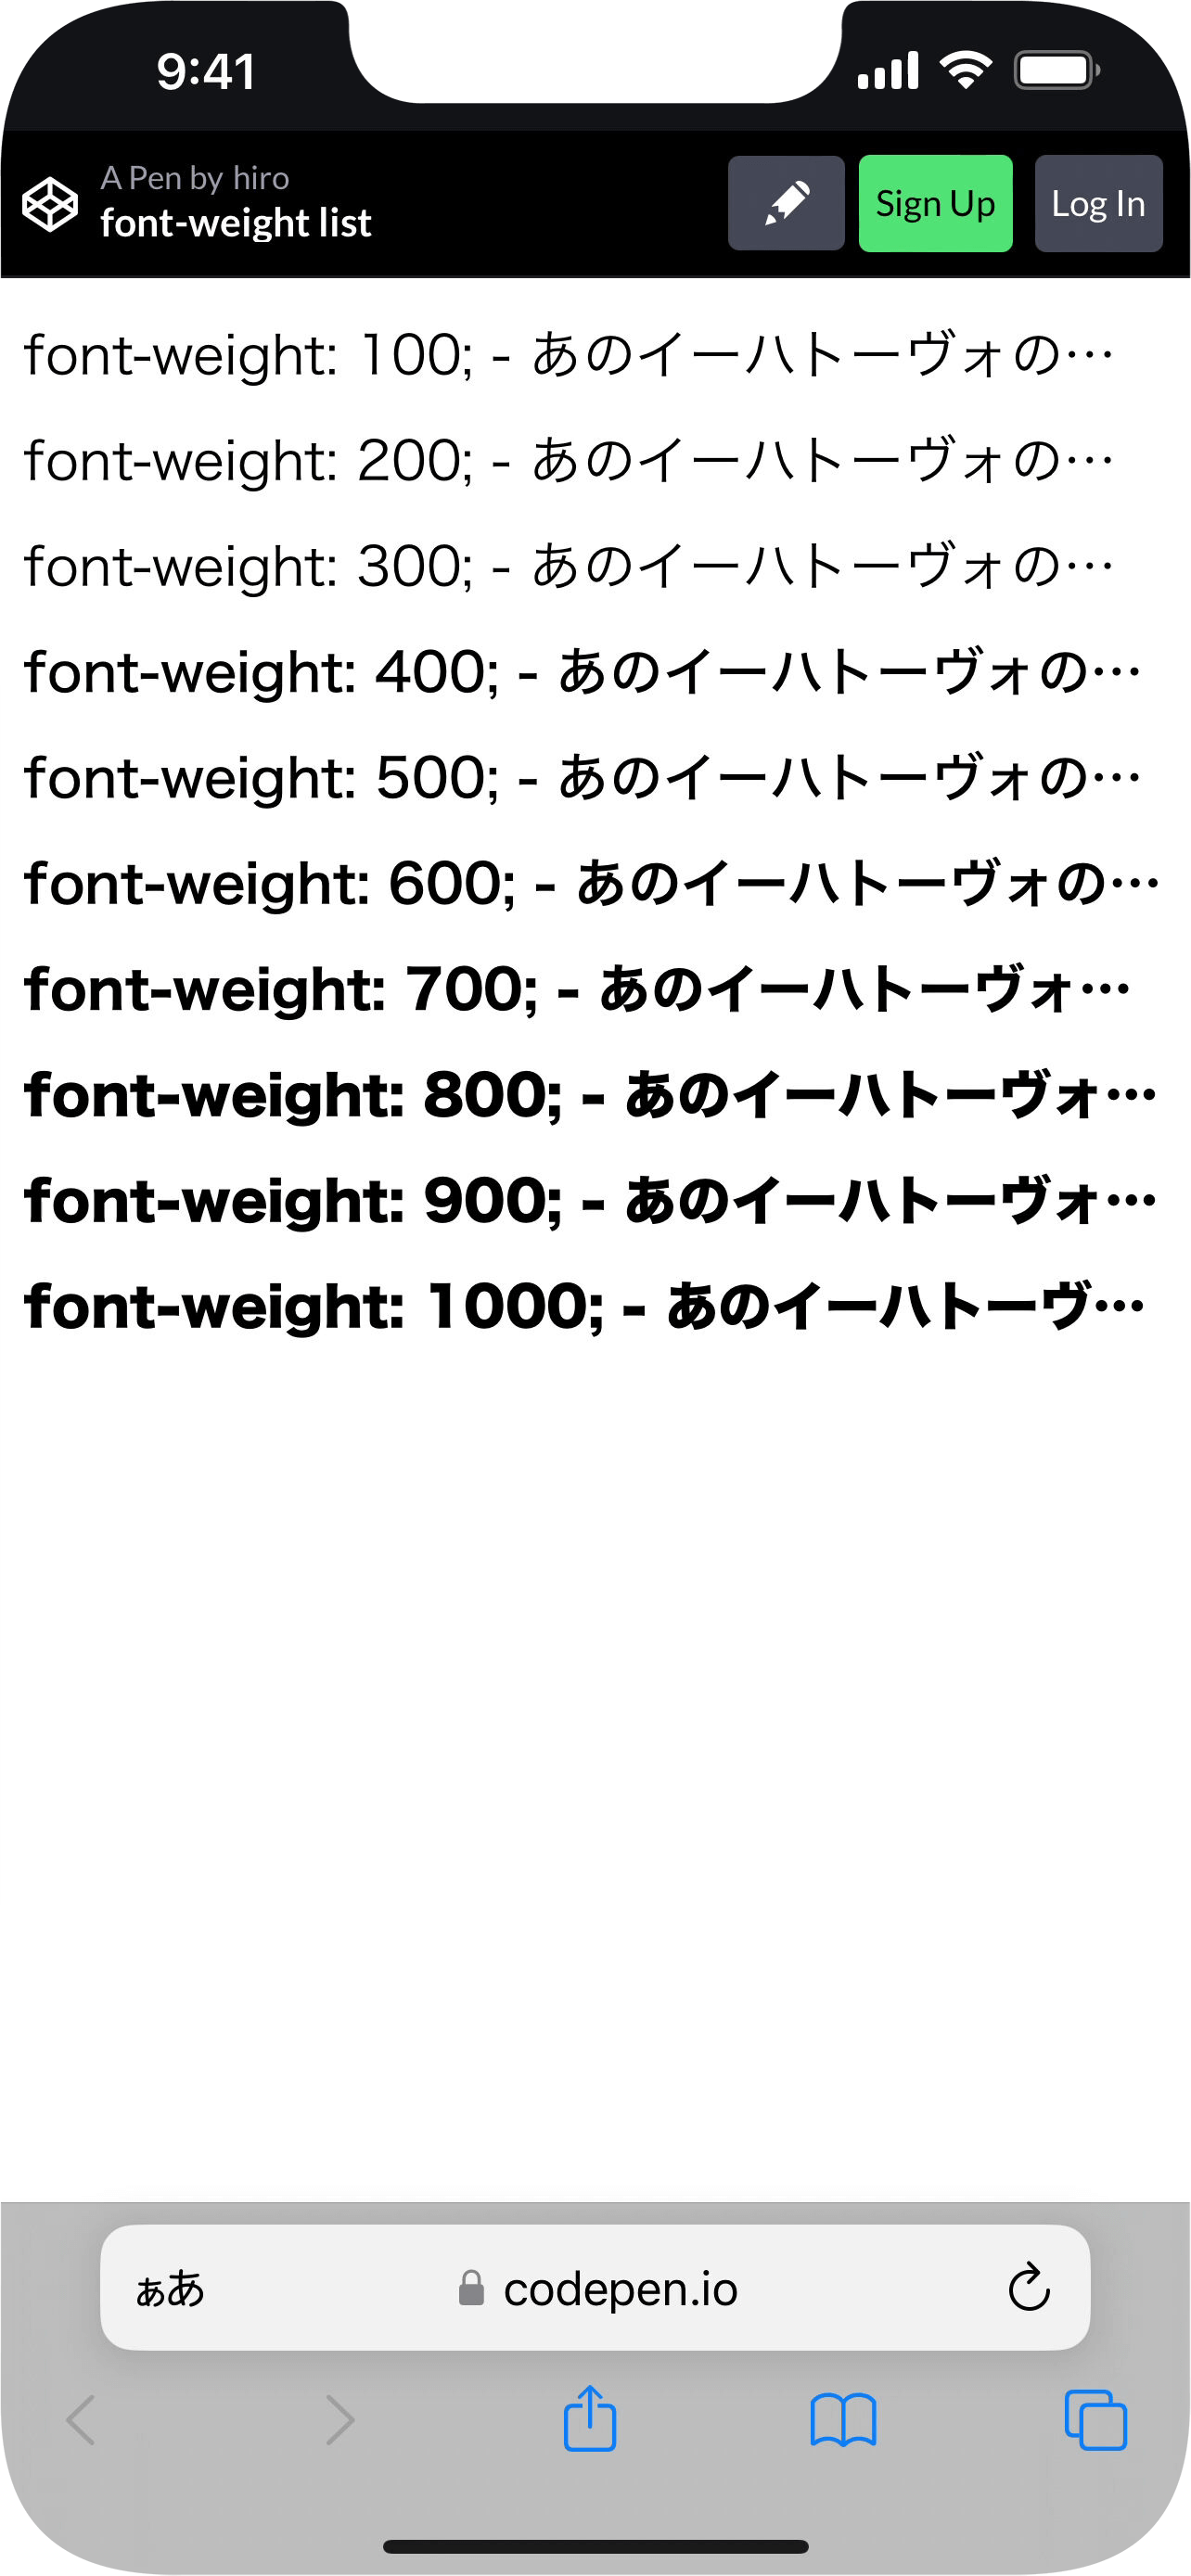 9:41
A Pen by hiro
font-weight list
Sign Up
Log In
font-weight: 100; - あのイーハトーヴォの…
font-weight: 200; - あのイーハトーヴォの…
font-weight: 300; - あのイーハトーヴォの…
font-weight: 400; - あのイーハトーヴォの…
font-weight: 500; - あのイーハトーヴォの…
font-weight: 600; - あのイーハトーヴォの…
font-weight: 700; - あのイーハトーヴォ…
font-weight: 800; - あのイーハトーヴォ…
font-weight: 900; - あのイーハトーヴォ…
font-weight: 1000; - あのイーハトーヴ…
ぁあ codepen.io